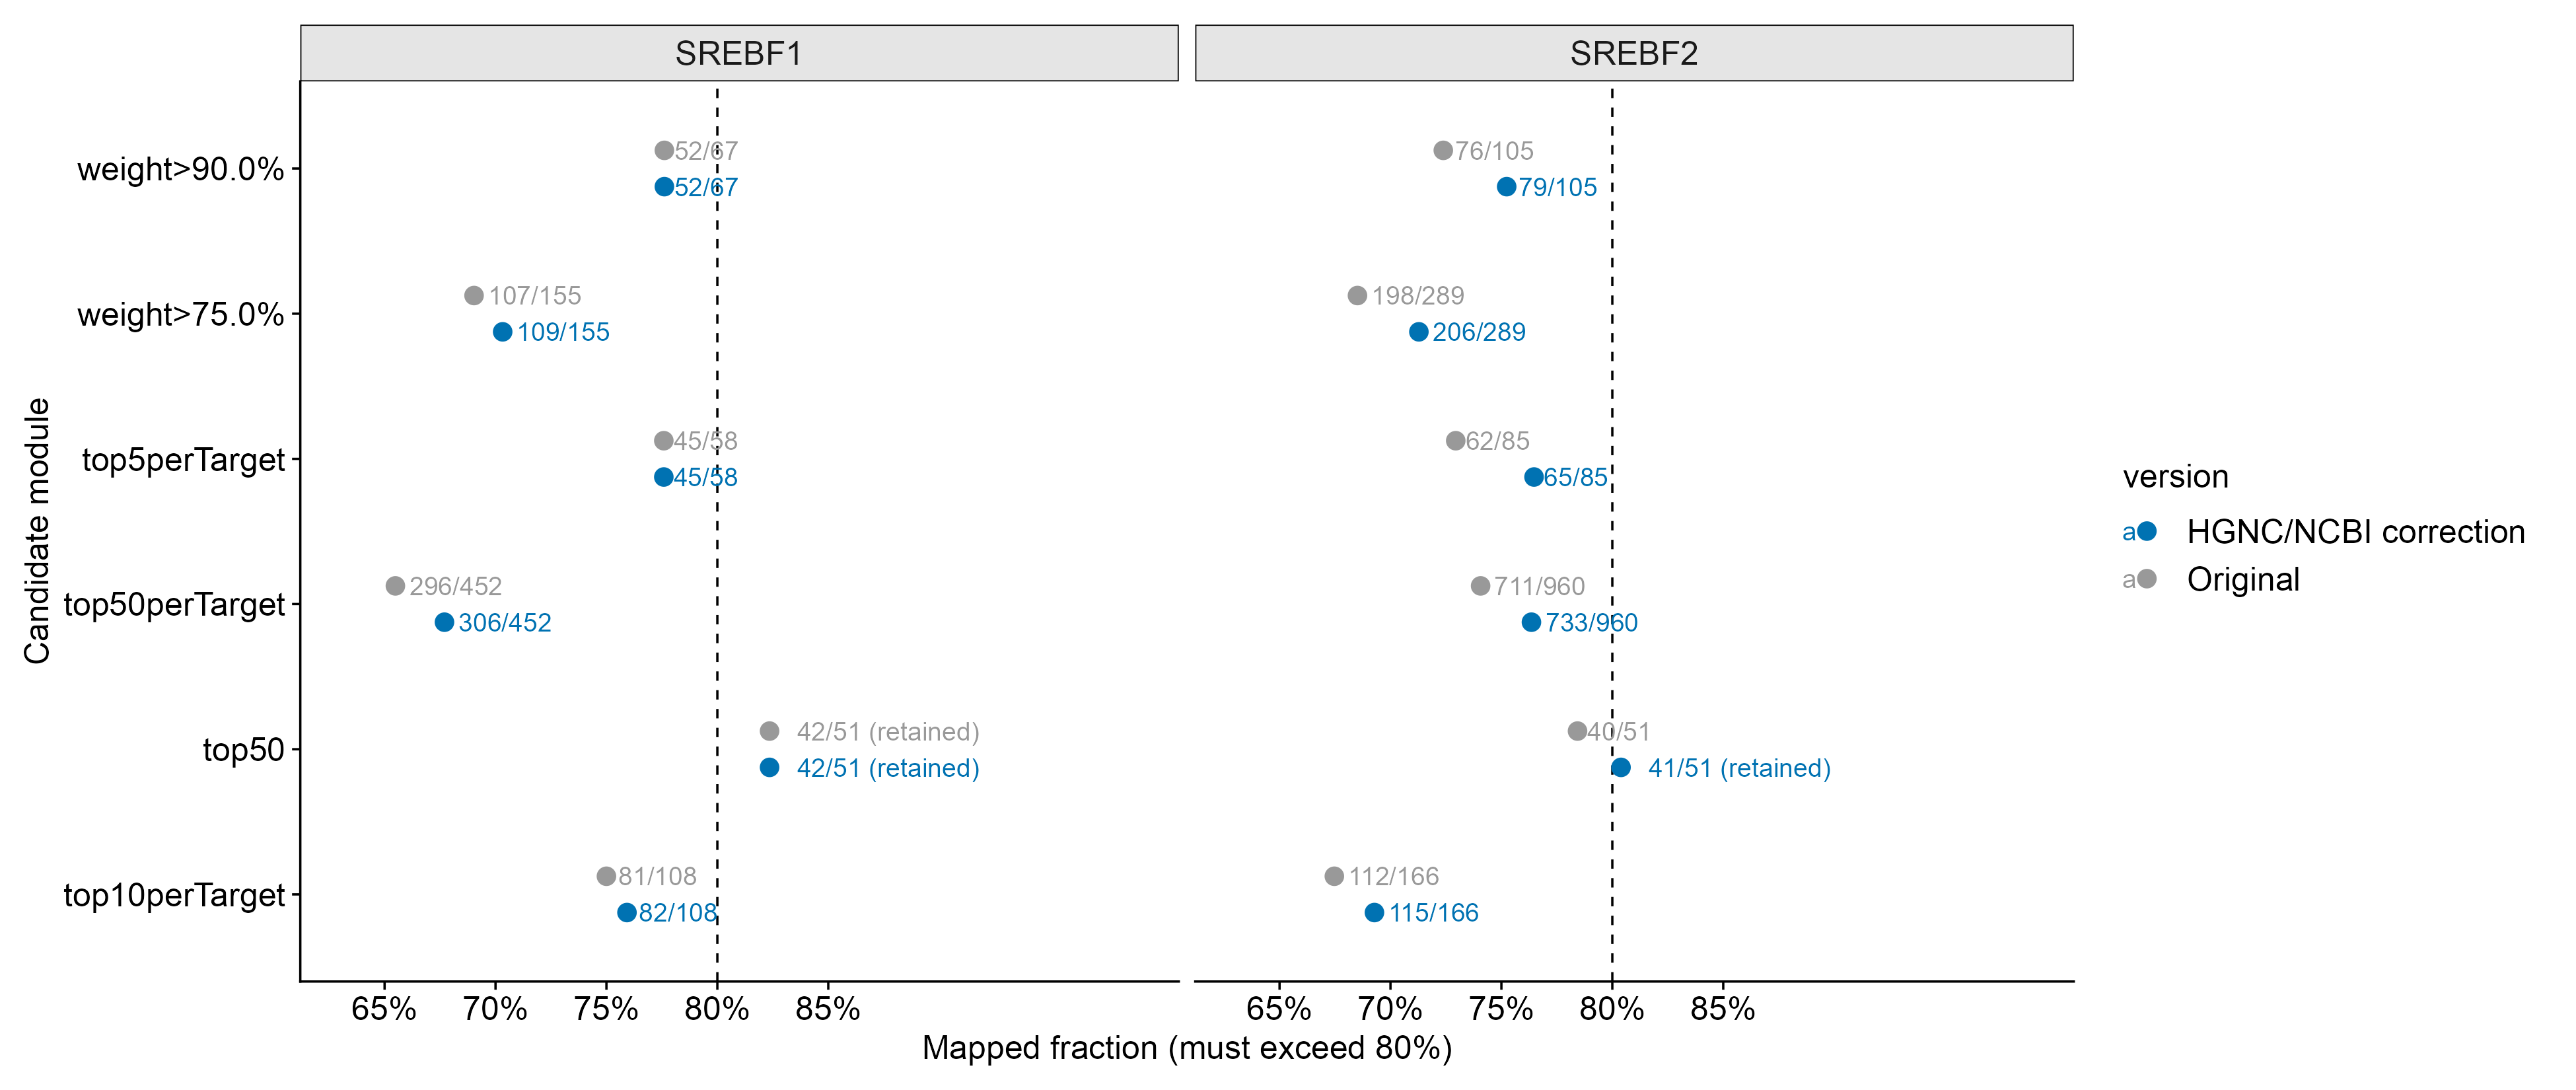 SREBF1
SREBF2
Candidate module
weight>90.0%
52/67
52/67
76/105
79/105
weight>75.0%
107/155
109/155
198/289
206/289
top5perTarget
45/58
45/58
62/85
65/85
top50perTarget
296/452
306/452
711/960
733/960
top50
42/51 (retained)
42/51 (retained)
40/51
41/51 (retained)
top10perTarget
81/108
82/108
112/166
115/166
65% 70% 75% 80% 85%
65% 70% 75% 80% 85%
Mapped fraction (must exceed 80%)
version
a HGNC/NCBI correction
a Original